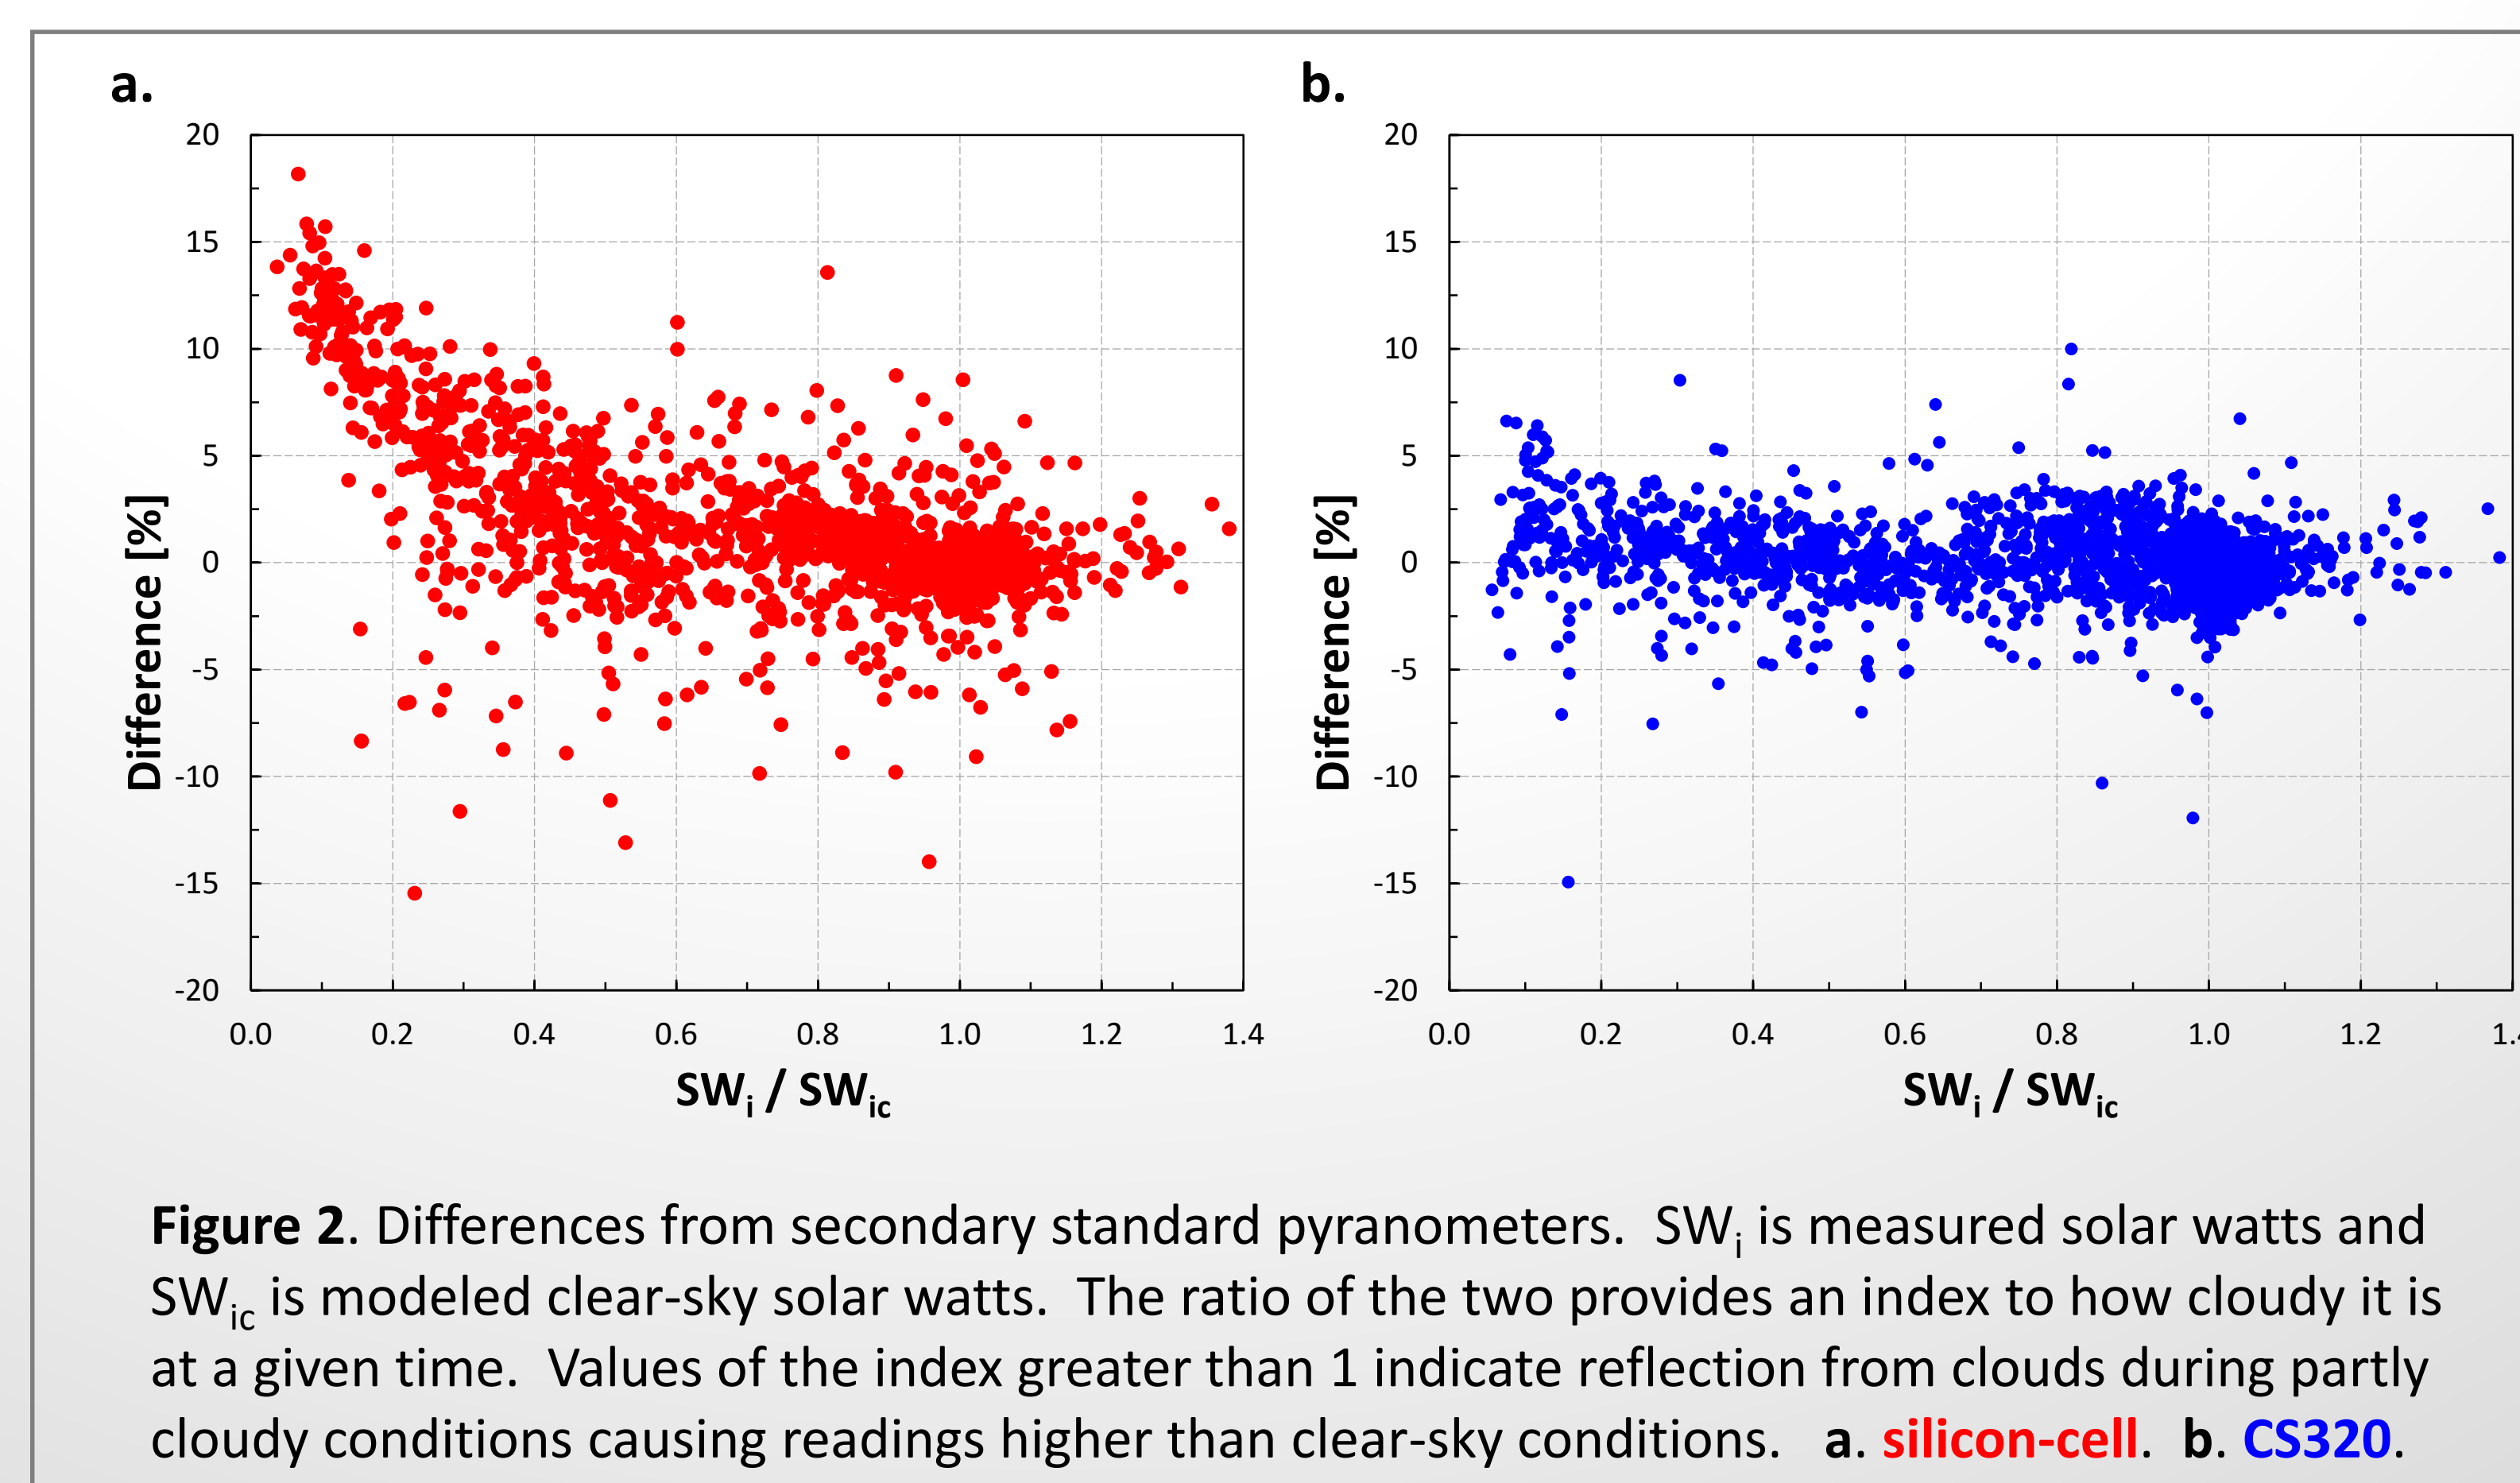 a.
b.
20
15
10
5
0
-5
-10
-15
-20
Difference [%]
0.0 0.2 0.4 0.6 0.8 1.0 1.2 1.4
SWi / SWic
20
15
10
5
0
-5
-10
-15
-20
Difference [%]
0.0 0.2 0.4 0.6 0.8 1.0 1.2
SWi / SWic
Figure 2. Differences from secondary standard pyranometers. SWi is measured solar watts and
SWic is modeled clear-sky solar watts. The ratio of the two provides an index to how cloudy it is
at a given time. Values of the index greater than 1 indicate reflection from clouds during partly
cloudy conditions causing readings higher than clear-sky conditions. a. silicon-cell. b. CS320.